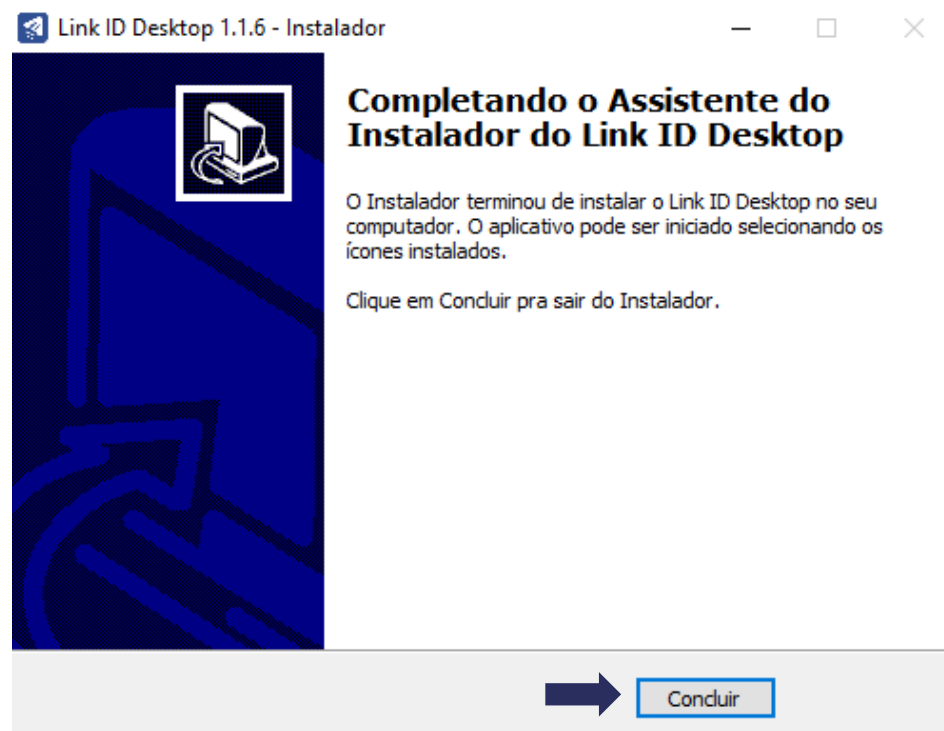 Link ID Desktop 1.1.6 - Instalador
Completando o Assistente do
Instalador do Link ID Desktop
O Instalador terminou de instalar o Link ID Desktop no seu
computador. O aplicativo pode ser iniciado selecionando os
ícones instalados.
Clique em Concluir pra sair do Instalador.
Concluir